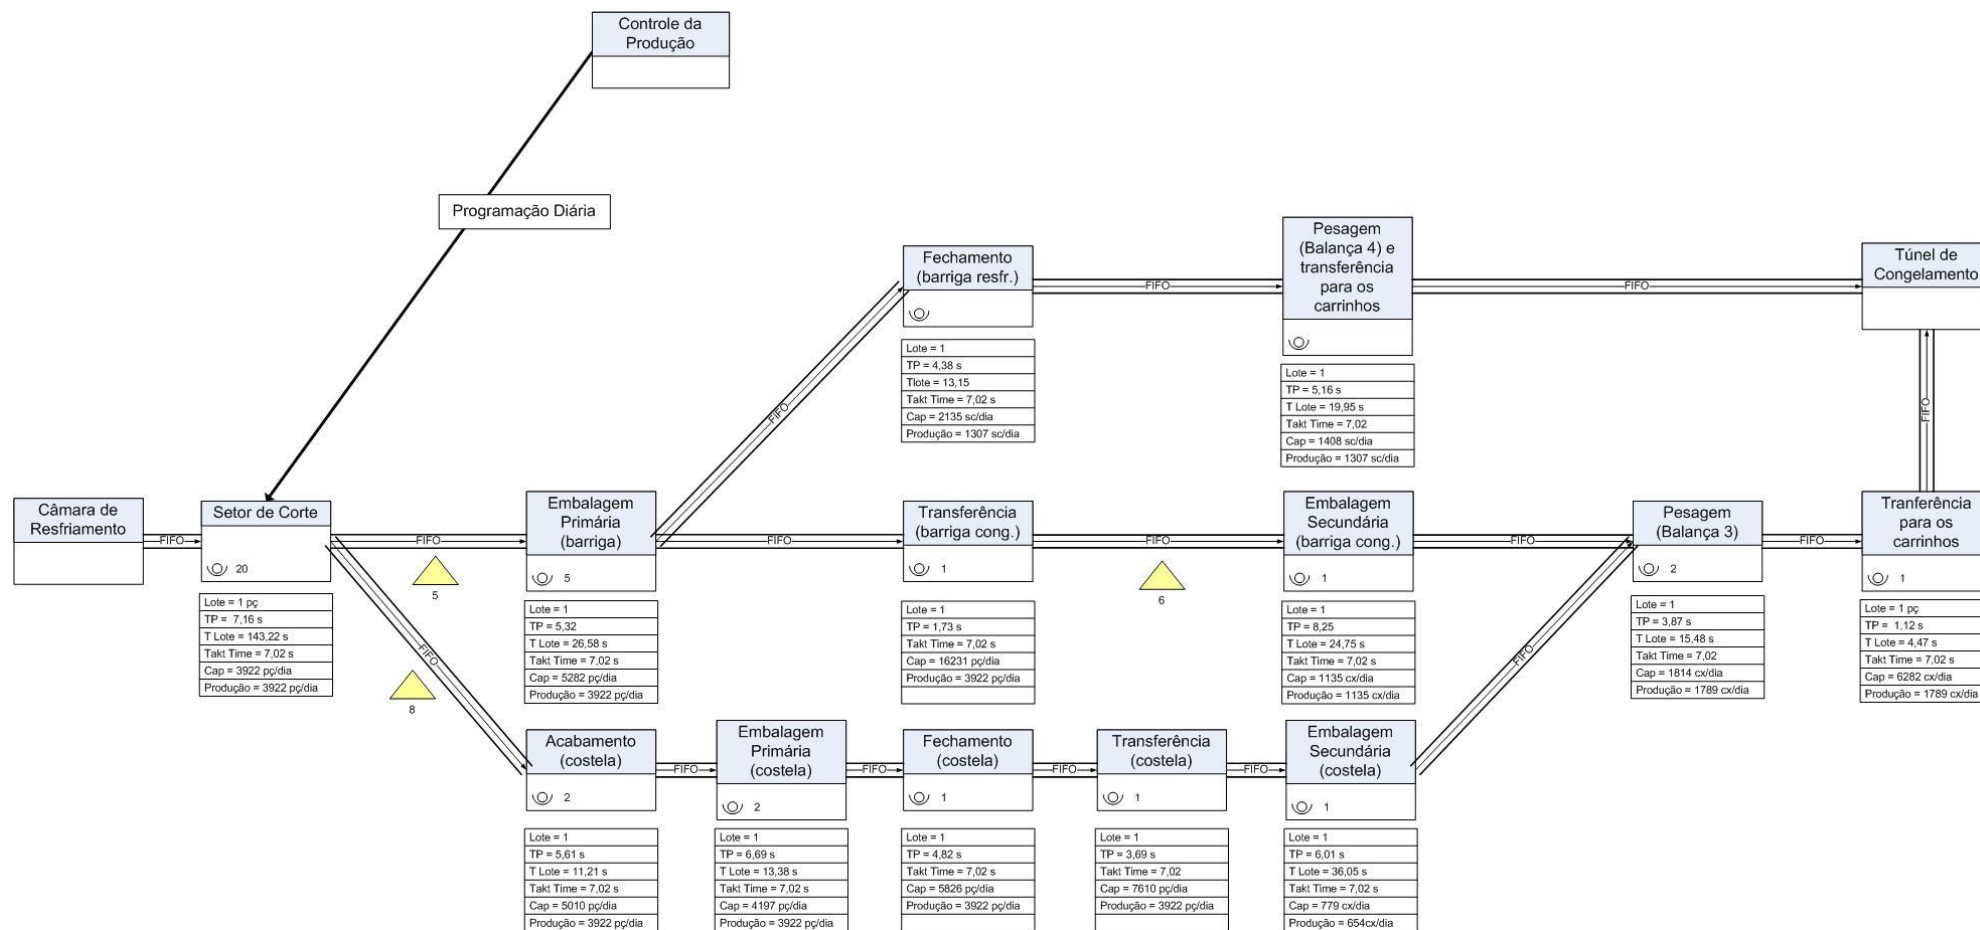 Controle da
Produção
Programação Diária
Fechamento
(barriga resfr.)
Lote = 1
TP = 4,38 s
Tlote = 13,15
Takt Time = 7,02 s
Cap = 2135 sc/dia
Produção = 1307 sc/dia
FIFO
Pesagem
(Balança 4) e
transferência
para os
carrinhos
Lote = 1
TP = 5,16 s
T Lote = 19,95 s
Takt Time = 7,02
Cap = 1408 sc/dia
Produção = 1307 sc/dia
FIFO
Túnel de
Congelamento
FIFO
FIFO
Câmara de
Resfriamento
FIFO
Setor de Corte
20
Lote = 1 pç
TP = 7,16 s
T Lote = 143,22 s
Takt Time = 7,02 s
Cap = 3922 pç/dia
Produção = 3922 pç/dia
FIFO
5
FIFO
8
Embalagem
Primária
(barriga)
5
Lote = 1
TP = 5,32
T Lote = 26,58 s
Takt Time = 7,02 s
Cap = 5282 pç/dia
Produção = 3922 pç/dia
FIFO
Transferência
(barriga cong.)
1
Lote = 1
TP = 1,73 s
Takt Time = 7,02 s
Cap = 16231 pç/dia
Produção = 3922 pç/dia
FIFO
6
Embalagem
Secundária
(barriga cong.)
1
Lote = 1
TP = 8,25
T Lote = 24,75 s
Takt Time = 7,02 s
Cap = 1135 cx/dia
Produção = 1135 cx/dia
FIFO
Pesagem
(Balança 3)
2
Lote = 1
TP = 3,87 s
T Lote = 15,48 s
Takt Time = 7,02
Cap = 1814 cx/dia
Produção = 1789 cx/dia
FIFO
Tranferência
para os
carrinhos
1
Lote = 1 pç
TP = 1,12 s
T Lote = 4,47 s
Takt Time = 7,02 s
Cap = 6282 cx/dia
Produção = 1789 cx/dia
Acabamento
(costela)
2
Lote = 1
TP = 5,61 s
T Lote = 11,21 s
Takt Time = 7,02 s
Cap = 5010 pç/dia
Produção = 3922 pç/dia
FIFO
Embalagem
Primária
(costela)
2
Lote = 1
TP = 6,69 s
T Lote = 13,38 s
Takt Time = 7,02 s
Cap = 4197 pç/dia
Produção = 3922 pç/dia
FIFO
Fechamento
(costela)
1
Lote = 1
TP = 4,82 s
Takt Time = 7,02 s
Cap = 5826 pç/dia
Produção = 3922 pç/dia
FIFO
Transferência
(costela)
1
Lote = 1
TP = 3,69 s
Takt Time = 7,02
Cap = 7610 pç/dia
Produção = 3922 pç/dia
FIFO
Embalagem
Secundária
(costela)
1
Lote = 1
TP = 6,01 s
T Lote = 36,05 s
Takt Time = 7,02 s
Cap = 779 cx/dia
Produção = 654cx/dia
FIFO